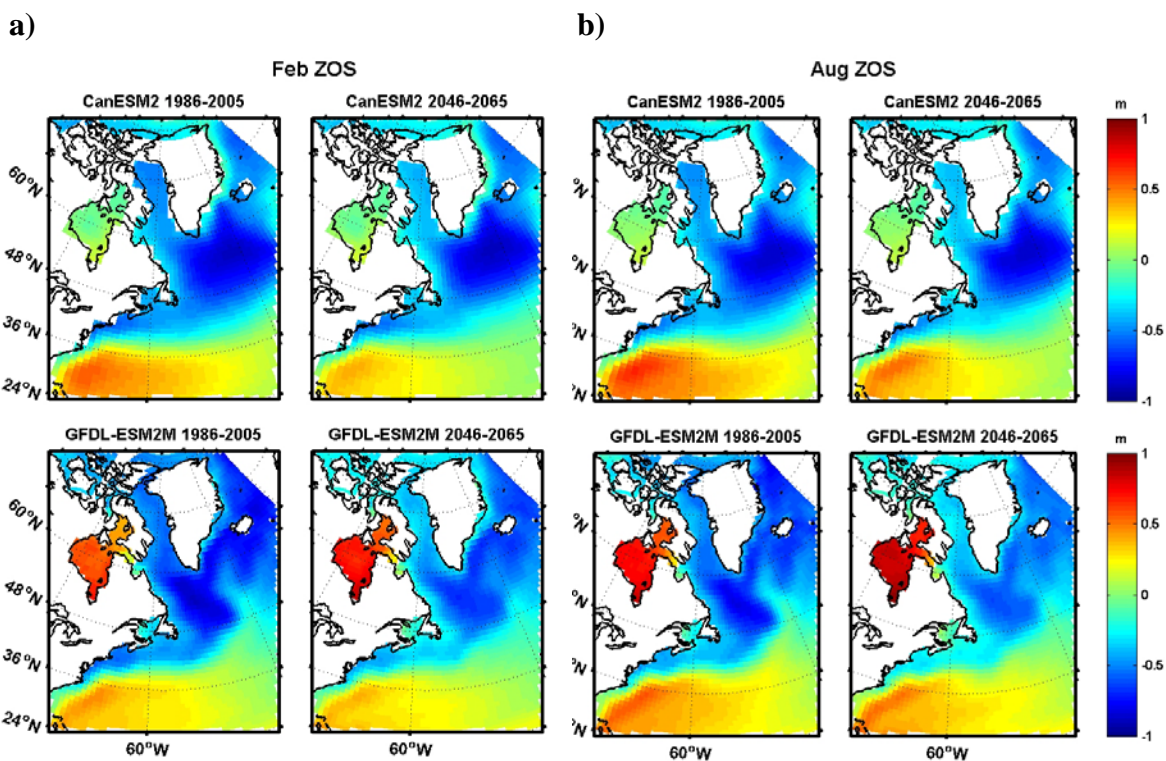 a)
b)
Feb ZOS
Aug ZOS
CanESM2 1986-2005
CanESM2 2046-2065
CanESM2 1986-2005
CanESM2 2046-2065
m
60°N
48°N
36°N
24°N
°N
°N
°N
°N
1
0.5
0
-0.5
-1
GFDL-ESM2M 1986-2005
GFDL-ESM2M 2046-2065
GFDL-ESM2M 1986-2005
GFDL-ESM2M 2046-2065
m
60°N
48°N
36°N
24°N
°N
°N
°N
°N
1
0.5
0
-0.5
-1
60°W
60°W
60°W
60°W